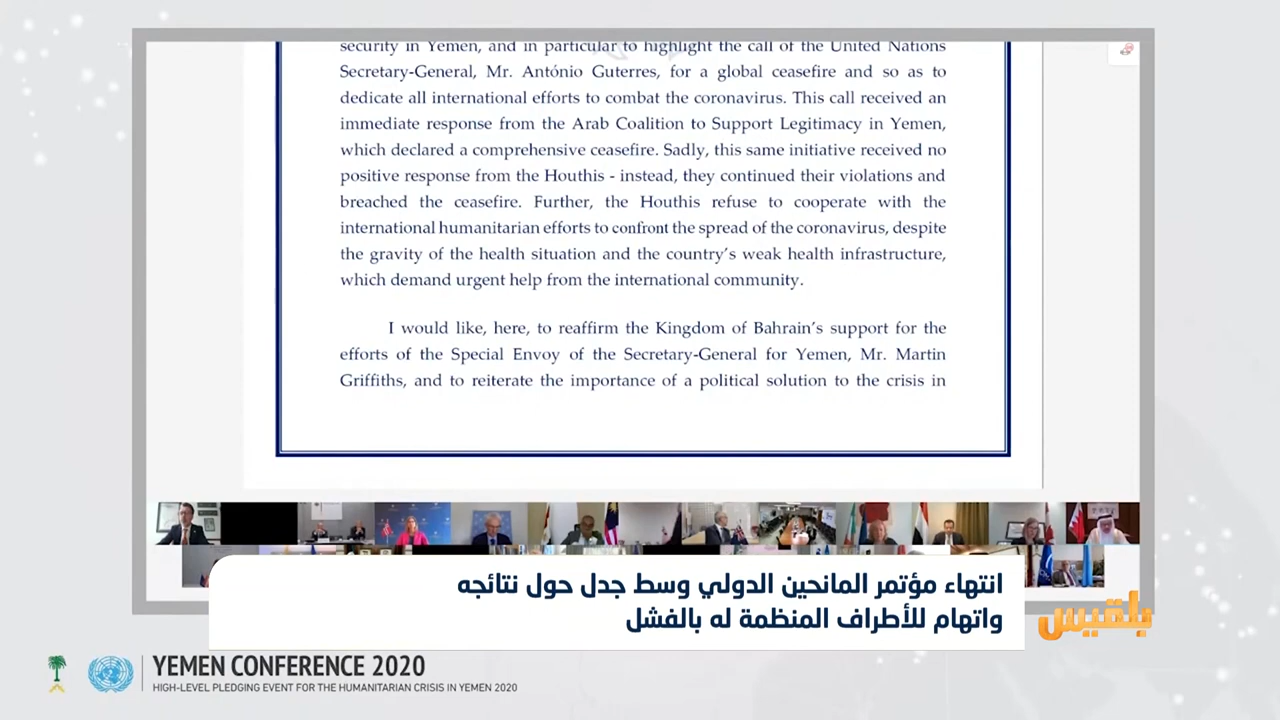 security in Yemen, and in particular to highlight the call of the United Nations
Secretary-General, Mr. António Guterres, for a global ceasefire and so as to
dedicate all international efforts to combat the coronavirus. This call received an
immediate response from the Arab Coalition to Support Legitimacy in Yemen,
which declared a comprehensive ceasefire. Sadly, this same initiative received no
positive response from the Houthis - instead, they continued their violations and
breached the ceasefire. Further, the Houthis refuse to cooperate with the
international humanitarian efforts to confront the spread of the coronavirus, despite
the gravity of the health situation and the country’s weak health infrastructure,
which demand urgent help from the international community.
I would like, here, to reaffirm the Kingdom of Bahrain’s support for the
efforts of the Special Envoy of the Secretary-General for Yemen, Mr. Martin
Griffiths, and to reiterate the importance of a political solution to the crisis in
انتهاء مؤتمر المانحين الدولي وسط جدل حول نتائجه
واتهام للأطراف المنظمة له بالفشل
بلقيس
YEMEN CONFERENCE 2020
HIGH-LEVEL PLEDGING EVENT FOR THE HUMANITARIAN CRISIS IN YEMEN 2020